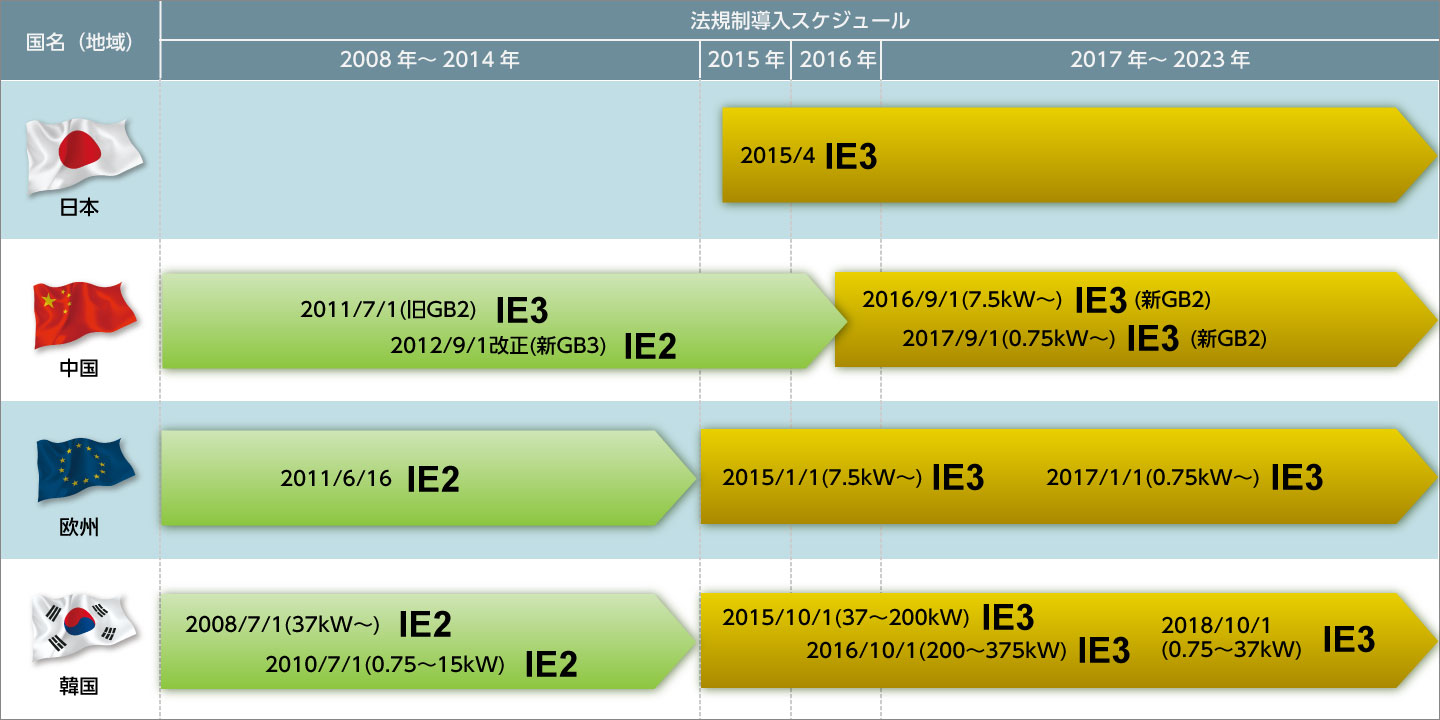 国名（地域）
法規制導入スケジュール
2008 年～ 2014 年
2015 年
2016 年
2017 年～ 2023 年
日本
2015/4 IE3
中国
2011/7/1(旧GB2) IE3
2012/9/1改正(新GB3) IE2
2016/9/1(7.5kW～) IE3 (新GB2)
2017/9/1(0.75kW～) IE3 (新GB2)
欧州
2011/6/16 IE2
2015/1/1(7.5kW～) IE3
2017/1/1(0.75kW～) IE3
韓国
2008/7/1(37kW～) IE2
2010/7/1(0.75～15kW) IE2
2015/10/1(37～200kW) IE3
2016/10/1(200～375kW) IE3
2018/10/1
(0.75～37kW) IE3